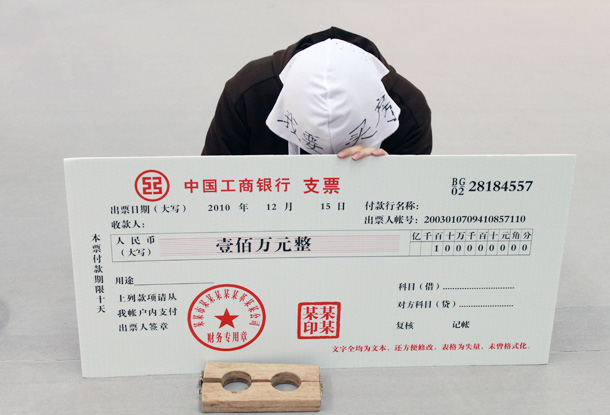 我要买房
中国工商银行 支票
BG
02 28184557
出票日期（大写） 2010 年 12 月 15 日 付款行名称：
收款人： 出票人帐号：2003010709410857110
人 民 币
（大写） 壹佰万元整
亿千百十万千百十元角分
1 0 0 0 0 0 0 0 0
本票付款期限十天
用途
上列款项请从
我帐户内支付
出票人签章
科目（借）
对方科目（贷）
复核 记帐
财务专用章
某某
某印
文字全均为文本、还方便修改。表格为失量、未曾格式化。